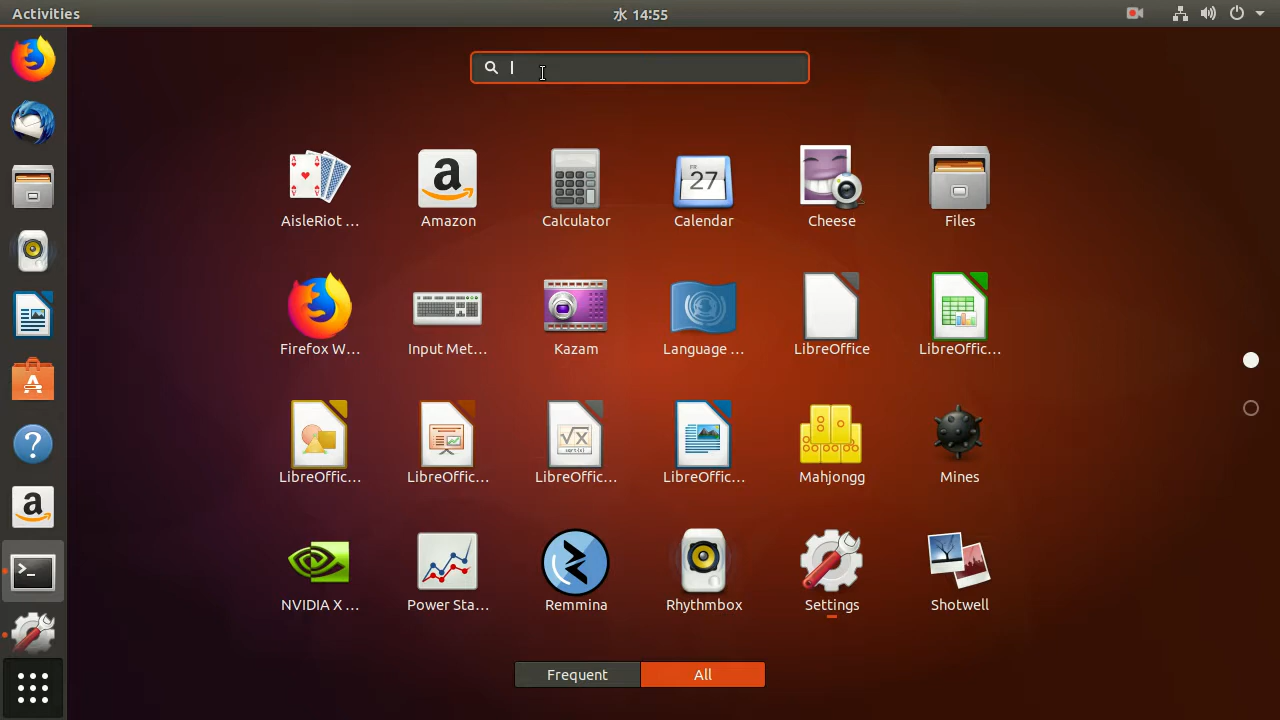 Activities
水 14:55
AisleRiot ...
Amazon
Calculator
Calendar
Cheese
Files
Firefox W...
Input Met...
Kazam
Language ...
LibreOffice
LibreOffic...
LibreOffic...
LibreOffic...
LibreOffic...
LibreOffic...
Mahjongg
Mines
NVIDIA X ...
Power Sta...
Remmina
Rhythmbox
Settings
Shotwell
Frequent
All